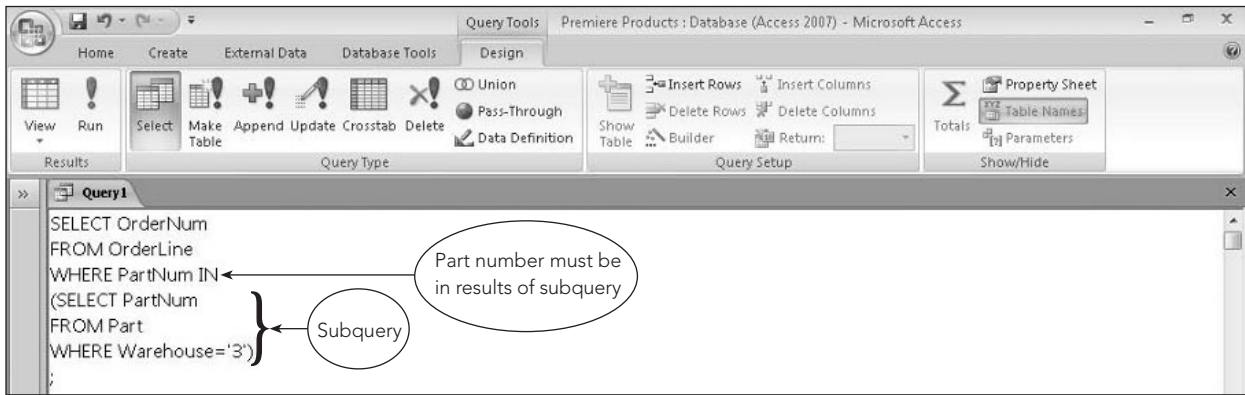 Query Tools
Premiere Products : Database (Access 2007) - Microsoft Access
Home Create External Data Database Tools Design
View
Run
Results
Select
Make Table
Append
Update
Crosstab
Delete
Union
Pass-Through
Data Definition
Query Type
Show Table
Insert Rows
Delete Rows
Builder
Insert Columns
Delete Columns
Return:
Query Setup
Totals
Property Sheet
XYZ
Table Names
Parameters
Show/Hide
Query1
SELECT OrderNum
FROM OrderLine
WHERE PartNum IN
(SELECT PartNum
FROM Part
WHERE Warehouse='3')
;
Part number must be
in results of subquery
Subquery